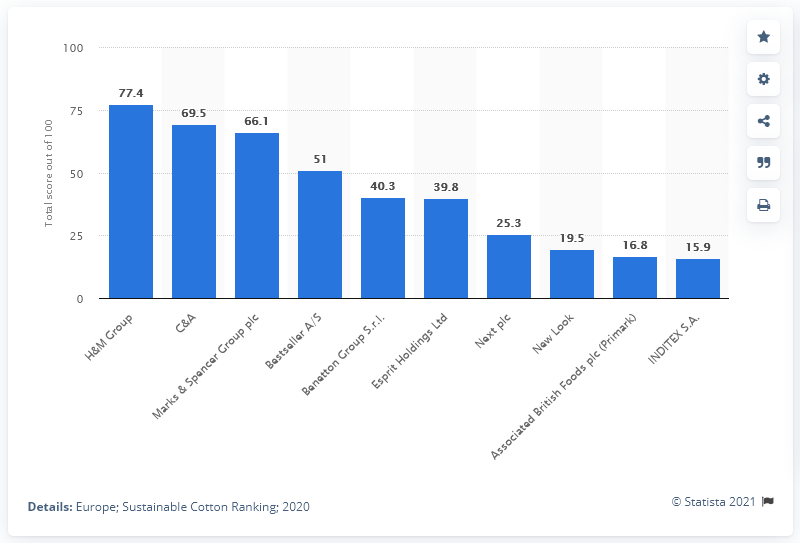 100
75
50
25
0
Total score out of 100
77.4
69.5
66.1
51
40.3
39.8
25.3
19.5
16.8
15.9
H&M Group
C&A
Marks & Spencer Group plc
Bestseller A/S
Benetton Group S.r.l.
Esprit Holdings Ltd
Next plc
New Look
Associated British Foods plc (Primark)
INDITEX S.A.
Details: Europe; Sustainable Cotton Ranking; 2020
© Statista 2021